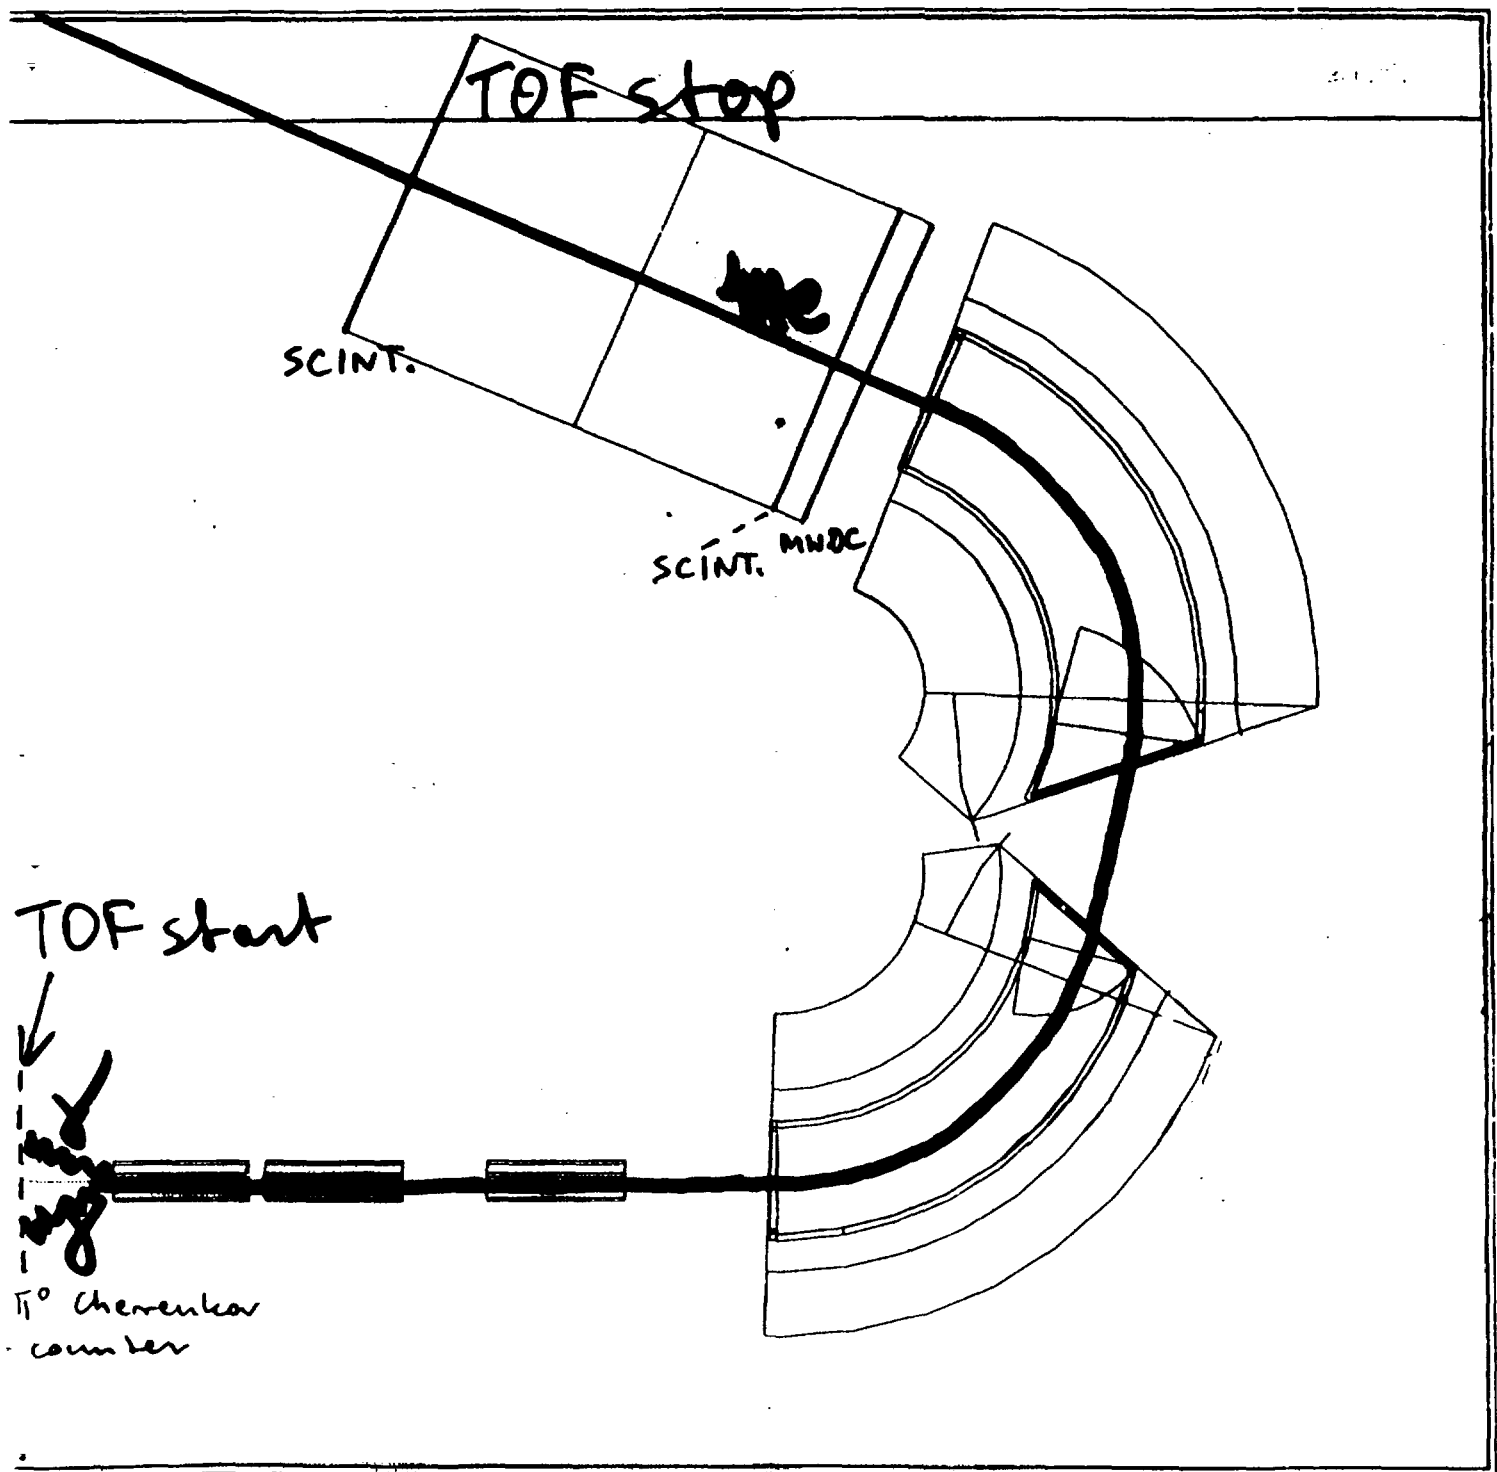 TOF stop
SCINT.
SCINT.
MWDC
TOF start
γ
γ
π° Cherenkov
counter